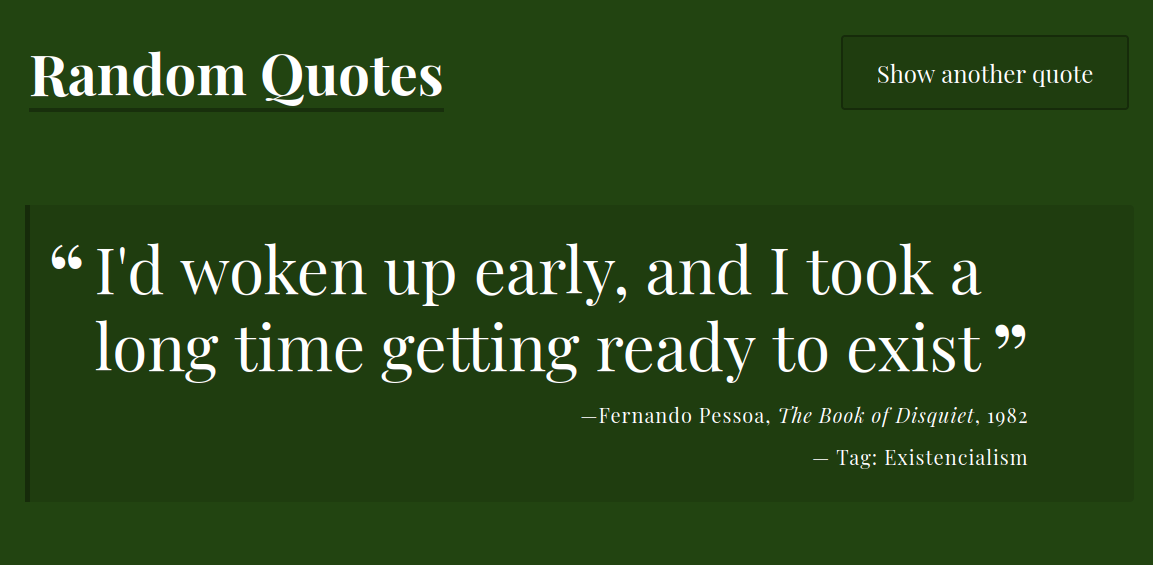 Random Quotes
Show another quote
“ I'd woken up early, and I took a
long time getting ready to exist ”
—Fernando Pessoa, The Book of Disquiet, 1982
— Tag: Existencialism